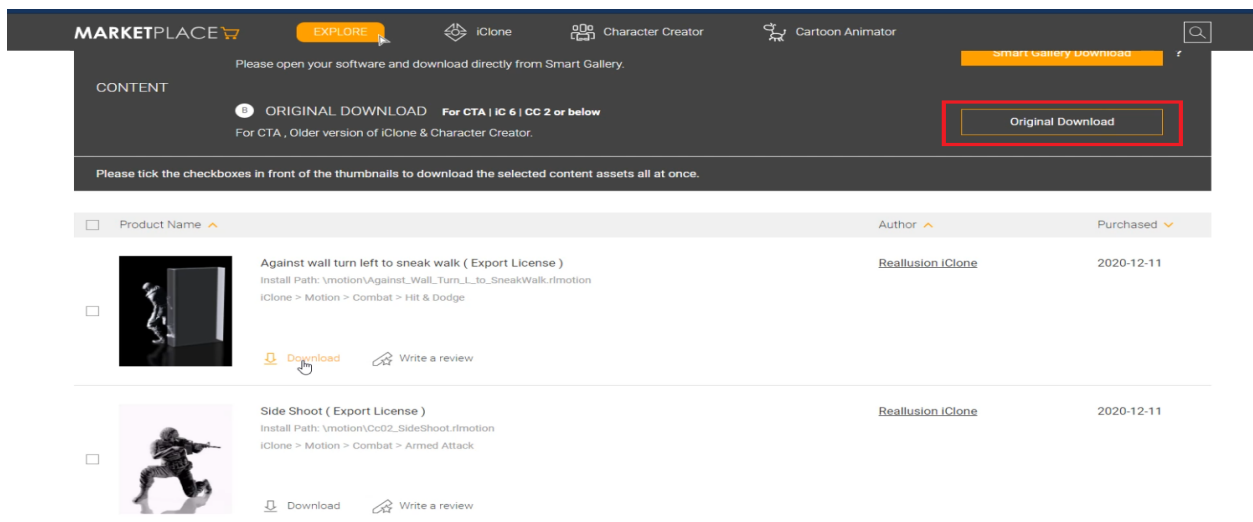 MARKETPLACE EXPLORE iClone Character Creator Cartoon Animator
Please open your software and download directly from Smart Gallery.
Smart Gallery Download ?
CONTENT
B ORIGINAL DOWNLOAD For CTA | iC 6 | CC 2 or below
For CTA , Older version of iClone & Character Creator.
Original Download
Please tick the checkboxes in front of the thumbnails to download the selected content assets all at once.
Product Name Author Purchased
Against wall turn left to sneak walk ( Export License ) Reallusion iClone 2020-12-11
Install Path: \motion\Against_Wall_Turn_L_to_SneakWalk.rlmotion
iClone > Motion > Combat > Hit & Dodge
Download Write a review
Side Shoot ( Export License ) Reallusion iClone 2020-12-11
Install Path: \motion\Cc02_SideShoot.rlmotion
iClone > Motion > Combat > Armed Attack
Download Write a review